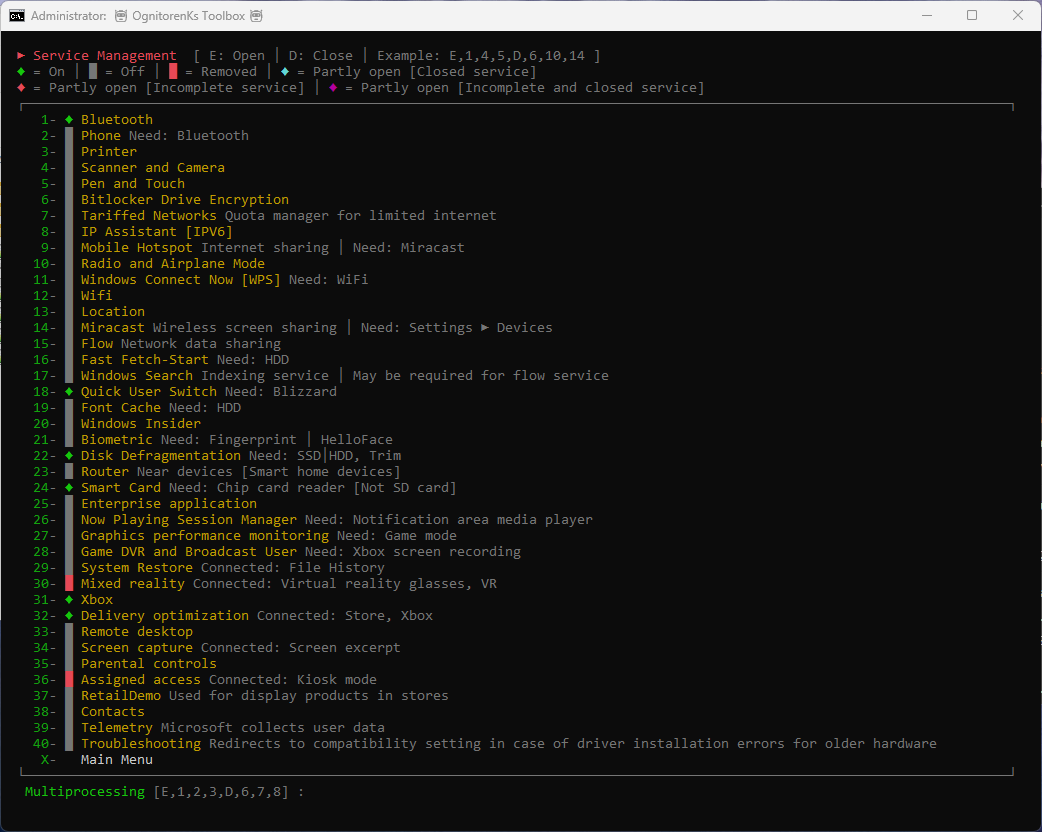 Administrator: OgnitorenKs Toolbox
► Service Management [ E: Open │ D: Close │ Example: E,1,4,5,D,6,10,14 ]
♦ = On │ █ = Off │ █ = Removed │ ♦ = Partly open [Closed service]
♦ = Partly open [Incomplete service] │ ♦ = Partly open [Incomplete and closed service]
1- ♦ Bluetooth
2- █ Phone Need: Bluetooth
3- █ Printer
4- █ Scanner and Camera
5- █ Pen and Touch
6- █ Bitlocker Drive Encryption
7- █ Tariffed Networks Quota manager for limited internet
8- █ IP Assistant [IPV6]
9- █ Mobile Hotspot Internet sharing │ Need: Miracast
10- █ Radio and Airplane Mode
11- █ Windows Connect Now [WPS] Need: WiFi
12- █ Wifi
13- █ Location
14- █ Miracast Wireless screen sharing │ Need: Settings ► Devices
15- █ Flow Network data sharing
16- █ Fast Fetch-Start Need: HDD
17- █ Windows Search Indexing service │ May be required for flow service
18- ♦ Quick User Switch Need: Blizzard
19- █ Font Cache Need: HDD
20- █ Windows Insider
21- █ Biometric Need: Fingerprint │ HelloFace
22- ♦ Disk Defragmentation Need: SSD│HDD, Trim
23- █ Router Near devices [Smart home devices]
24- ♦ Smart Card Need: Chip card reader [Not SD card]
25- █ Enterprise application
26- █ Now Playing Session Manager Need: Notification area media player
27- █ Graphics performance monitoring Need: Game mode
28- █ Game DVR and Broadcast User Need: Xbox screen recording
29- █ System Restore Connected: File History
30- █ Mixed reality Connected: Virtual reality glasses, VR
31- ♦ Xbox
32- ♦ Delivery optimization Connected: Store, Xbox
33- █ Remote desktop
34- █ Screen capture Connected: Screen excerpt
35- █ Parental controls
36- █ Assigned access Connected: Kiosk mode
37- █ RetailDemo Used for display products in stores
38- █ Contacts
39- █ Telemetry Microsoft collects user data
40- █ Troubleshooting Redirects to compatibility setting in case of driver installation errors for older hardware
X- Main Menu
Multiprocessing [E,1,2,3,D,6,7,8] :